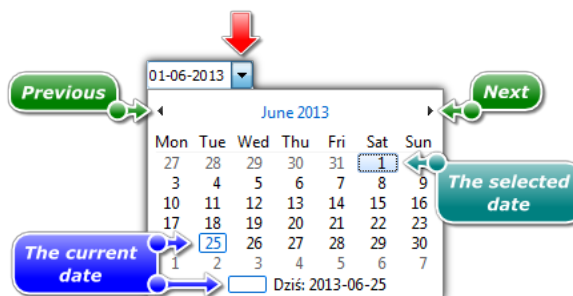 01-06-2013
Previous
Next
June 2013
Mon Tue Wed Thu Fri Sat Sun
27 28 29 30 31 1 2
3 4 5 6 7 8 9
10 11 12 13 14 15 16
17 18 19 20 21 22 23
24 25 26 27 28 29 30
1 2 3 4 5 6 7
The selected
date
The current
date
Dziś: 2013-06-25